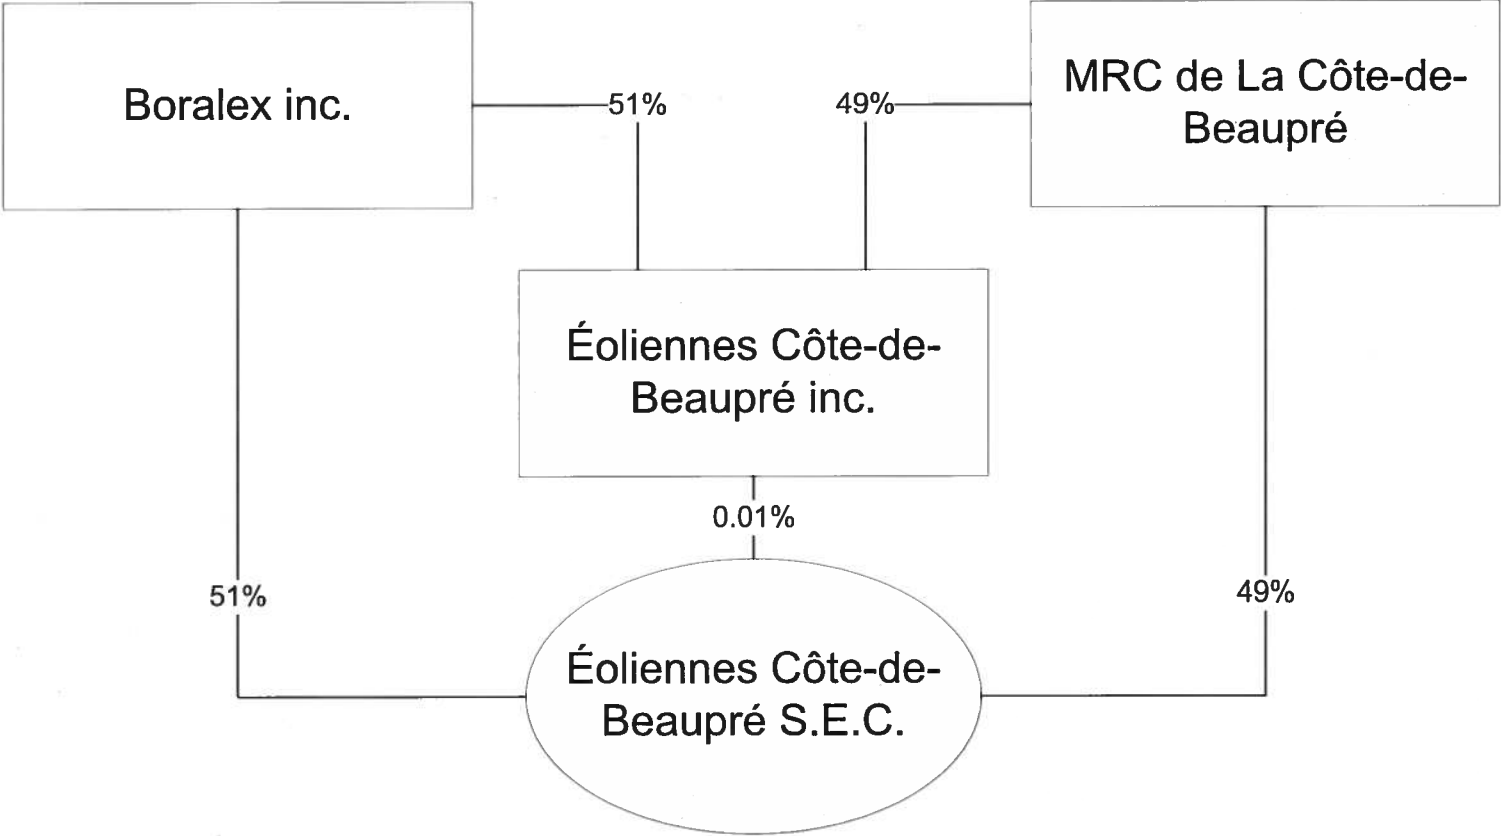 Boralex inc.
51%
49%
MRC de La Côte-de-
Beaupré
Éoliennes Côte-de-
Beaupré inc.
0.01%
51%
49%
Éoliennes Côte-de-
Beaupré S.E.C.